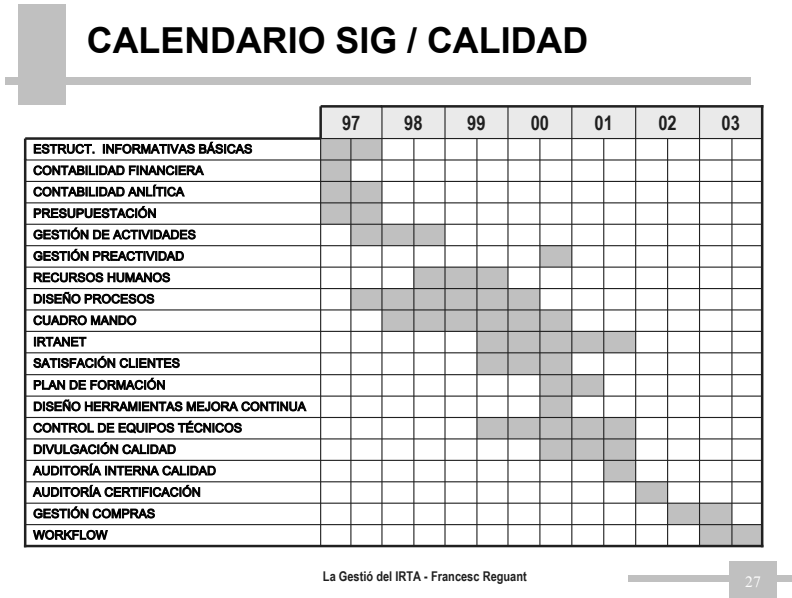 CALENDARIO SIG / CALIDAD
97 98 99 00 01 02 03
ESTRUCT. INFORMATIVAS BÁSICAS
CONTABILIDAD FINANCIERA
CONTABILIDAD ANLÍTICA
PRESUPUESTACIÓN
GESTIÓN DE ACTIVIDADES
GESTIÓN PREACTIVIDAD
RECURSOS HUMANOS
DISEÑO PROCESOS
CUADRO MANDO
IRTANET
SATISFACIÓN CLIENTES
PLAN DE FORMACIÓN
DISEÑO HERRAMIENTAS MEJORA CONTINUA
CONTROL DE EQUIPOS TÉCNICOS
DIVULGACIÓN CALIDAD
AUDITORÍA INTERNA CALIDAD
AUDITORÍA CERTIFICACIÓN
GESTIÓN COMPRAS
WORKFLOW
La Gestió del IRTA - Francesc Reguant
27